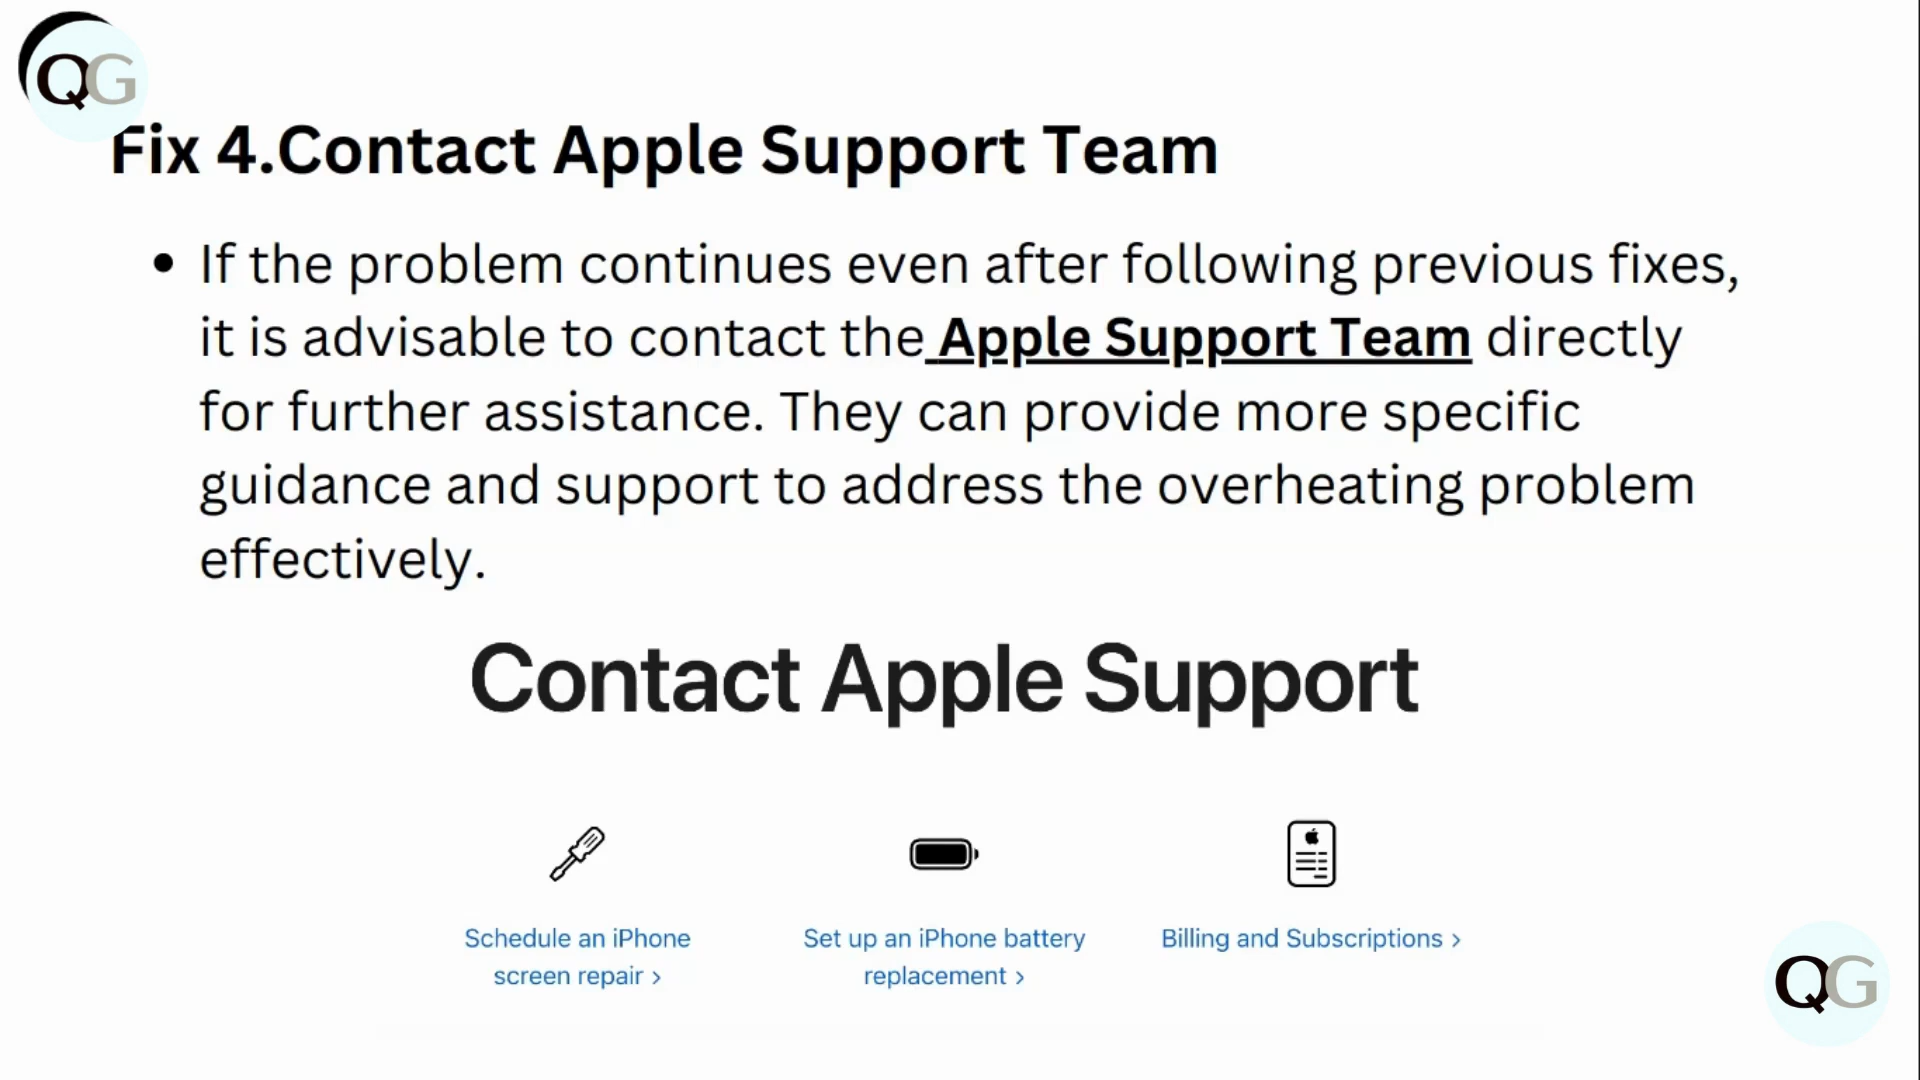 QG
Fix 4.Contact Apple Support Team
• If the problem continues even after following previous fixes,
it is advisable to contact the Apple Support Team directly
for further assistance. They can provide more specific
guidance and support to address the overheating problem
effectively.
Contact Apple Support
Schedule an iPhone
screen repair >
Set up an iPhone battery
replacement >
Billing and Subscriptions >
QG